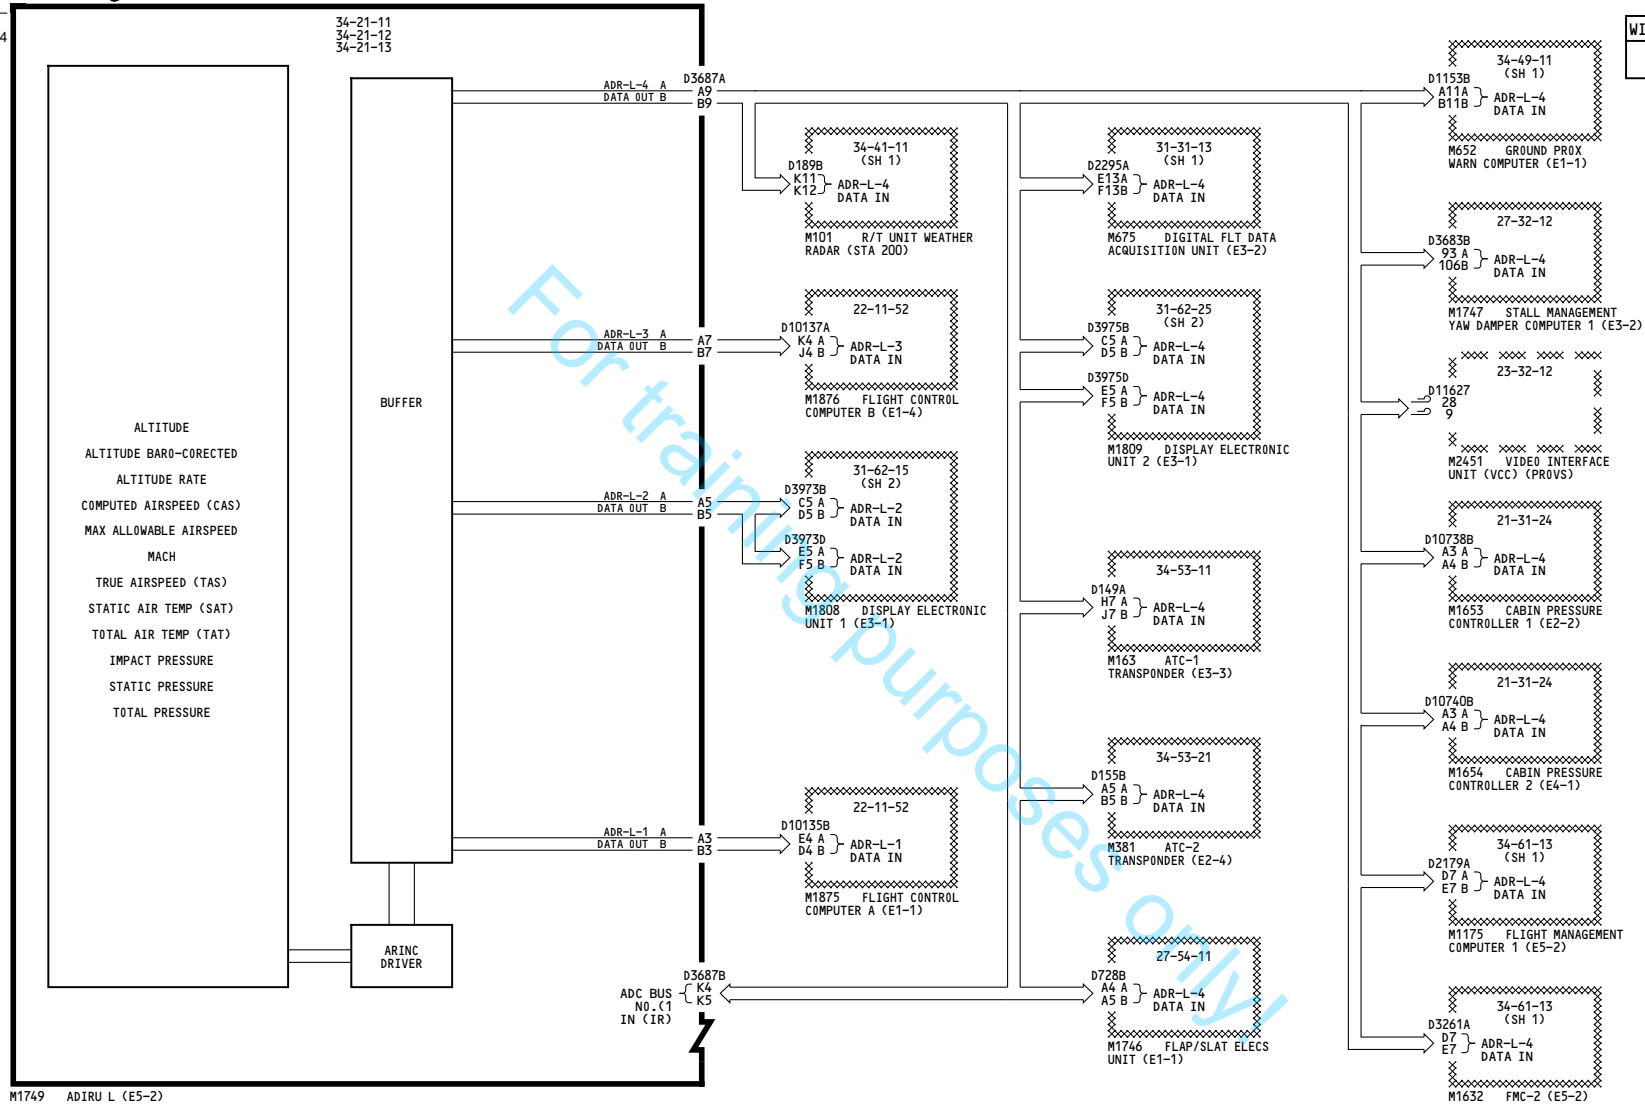 4
34-21-11
34-21-12
34-21-13
ALTITUDE
ALTITUDE BARO-CORECTED
ALTITUDE RATE
COMPUTED AIRSPEED (CAS)
MAX ALLOWABLE AIRSPEED
MACH
TRUE AIRSPEED (TAS)
STATIC AIR TEMP (SAT)
TOTAL AIR TEMP (TAT)
IMPACT PRESSURE
STATIC PRESSURE
TOTAL PRESSURE
BUFFER
ARINC
DRIVER
M1749 ADIRU L (E5-2)
ADR-L-4 A
DATA OUT B
D3687A
A9
B9
ADR-L-3 A
DATA OUT B
A7
B7
ADR-L-2 A
DATA OUT B
A5
B5
ADR-L-1 A
DATA OUT B
A3
B3
D3687B
ADC BUS
NO.(1
IN (IR)
K4
K5
34-41-11
(SH 1)
D189B
K11
K12
ADR-L-4
DATA IN
M101 R/T UNIT WEATHER
RADAR (STA 200)
22-11-52
D10137A
K4 A
J4 B
ADR-L-3
DATA IN
M1876 FLIGHT CONTROL
COMPUTER B (E1-4)
31-62-15
(SH 2)
D3973B
C5 A
D5 B
ADR-L-2
DATA IN
D3973D
E5 A
F5 B
ADR-L-2
DATA IN
M1808 DISPLAY ELECTRONIC
UNIT 1 (E3-1)
22-11-52
D10135B
E4 A
D4 B
ADR-L-1
DATA IN
M1875 FLIGHT CONTROL
COMPUTER A (E1-1)
31-31-13
(SH 1)
D2295A
E13A
F13B
ADR-L-4
DATA IN
M675 DIGITAL FLT DATA
ACQUISITION UNIT (E3-2)
31-62-25
(SH 2)
D3975B
C5 A
D5 B
ADR-L-4
DATA IN
D3975D
E5 A
F5 B
ADR-L-4
DATA IN
M1809 DISPLAY ELECTRONIC
UNIT 2 (E3-1)
34-53-11
D149A
H7 A
J7 B
ADR-L-4
DATA IN
M163 ATC-1
TRANSPONDER (E3-3)
34-53-21
D155B
A5 A
B5 B
ADR-L-4
DATA IN
M381 ATC-2
TRANSPONDER (E2-4)
27-54-11
D728B
A4 A
A5 B
ADR-L-4
DATA IN
M1746 FLAP/SLAT ELECS
UNIT (E1-1)
WI
34-49-11
(SH 1)
D1153B
A11A
B11B
ADR-L-4
DATA IN
M652 GROUND PROX
WARN COMPUTER (E1-1)
27-32-12
D3683B
93 A
106B
ADR-L-4
DATA IN
M1747 STALL MANAGEMENT
YAW DAMPER COMPUTER 1 (E3-2)
23-32-12
D11627
28
9
M2451 VIDEO INTERFACE
UNIT (VCC) (PROVS)
21-31-24
D10738B
A3 A
A4 B
ADR-L-4
DATA IN
M1653 CABIN PRESSURE
CONTROLLER 1 (E2-2)
21-31-24
D10740B
A3 A
A4 B
ADR-L-4
DATA IN
M1654 CABIN PRESSURE
CONTROLLER 2 (E4-1)
34-61-13
(SH 1)
D2179A
D7 A
E7 B
ADR-L-4
DATA IN
M1175 FLIGHT MANAGEMENT
COMPUTER 1 (E5-2)
34-61-13
(SH 1)
D3261A
D7
E7
ADR-L-4
DATA IN
M1632 FMC-2 (E5-2)
For training purposes only!